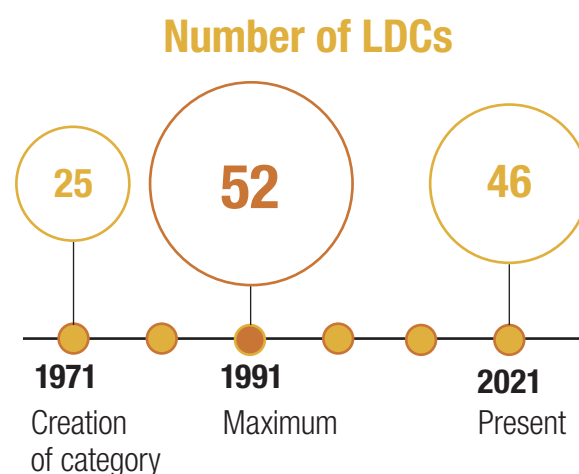 Number of LDCs
25
52
46
1971
1991
2021
Creation
of category
Maximum
Present